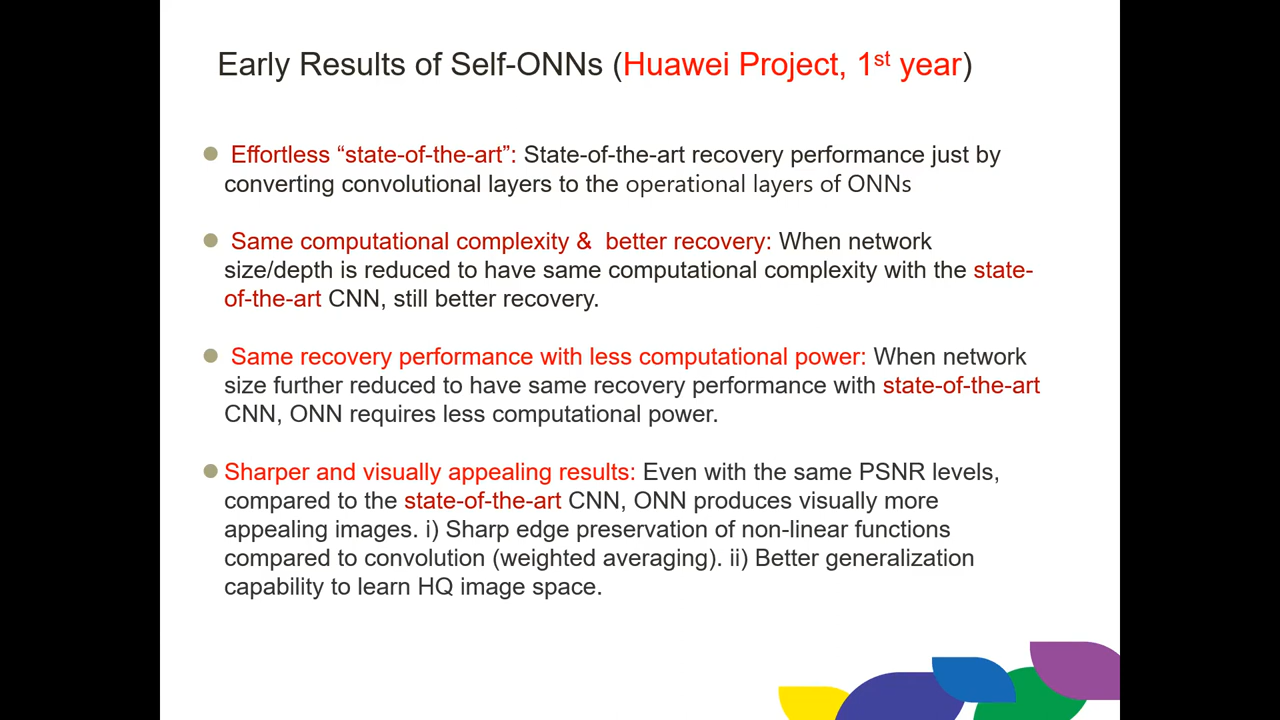 Early Results of Self-ONNs (Huawei Project, 1st year)
Effortless “state-of-the-art”: State-of-the-art recovery performance just by
converting convolutional layers to the operational layers of ONNs
Same computational complexity & better recovery: When network
size/depth is reduced to have same computational complexity with the state-
of-the-art CNN, still better recovery.
Same recovery performance with less computational power: When network
size further reduced to have same recovery performance with state-of-the-art
CNN, ONN requires less computational power.
Sharper and visually appealing results: Even with the same PSNR levels,
compared to the state-of-the-art CNN, ONN produces visually more
appealing images. i) Sharp edge preservation of non-linear functions
compared to convolution (weighted averaging). ii) Better generalization
capability to learn HQ image space.